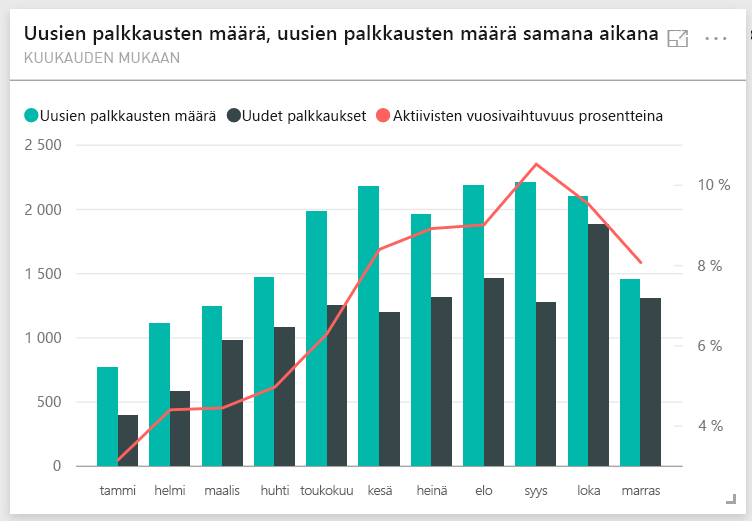 Uusien palkkausten määrä, uusien palkkausten määrä samana aikana
KUUKAUDEN MUKAAN
Uusien palkkausten määrä Uudet palkkaukset Aktiivisten vuosivaihtuvuus prosentteina
2 500
10 %
2 000
8 %
1 500
6 %
1 000
4 %
500
0
tammi helmi maalis huhti toukokuu kesä heinä elo syys loka marras